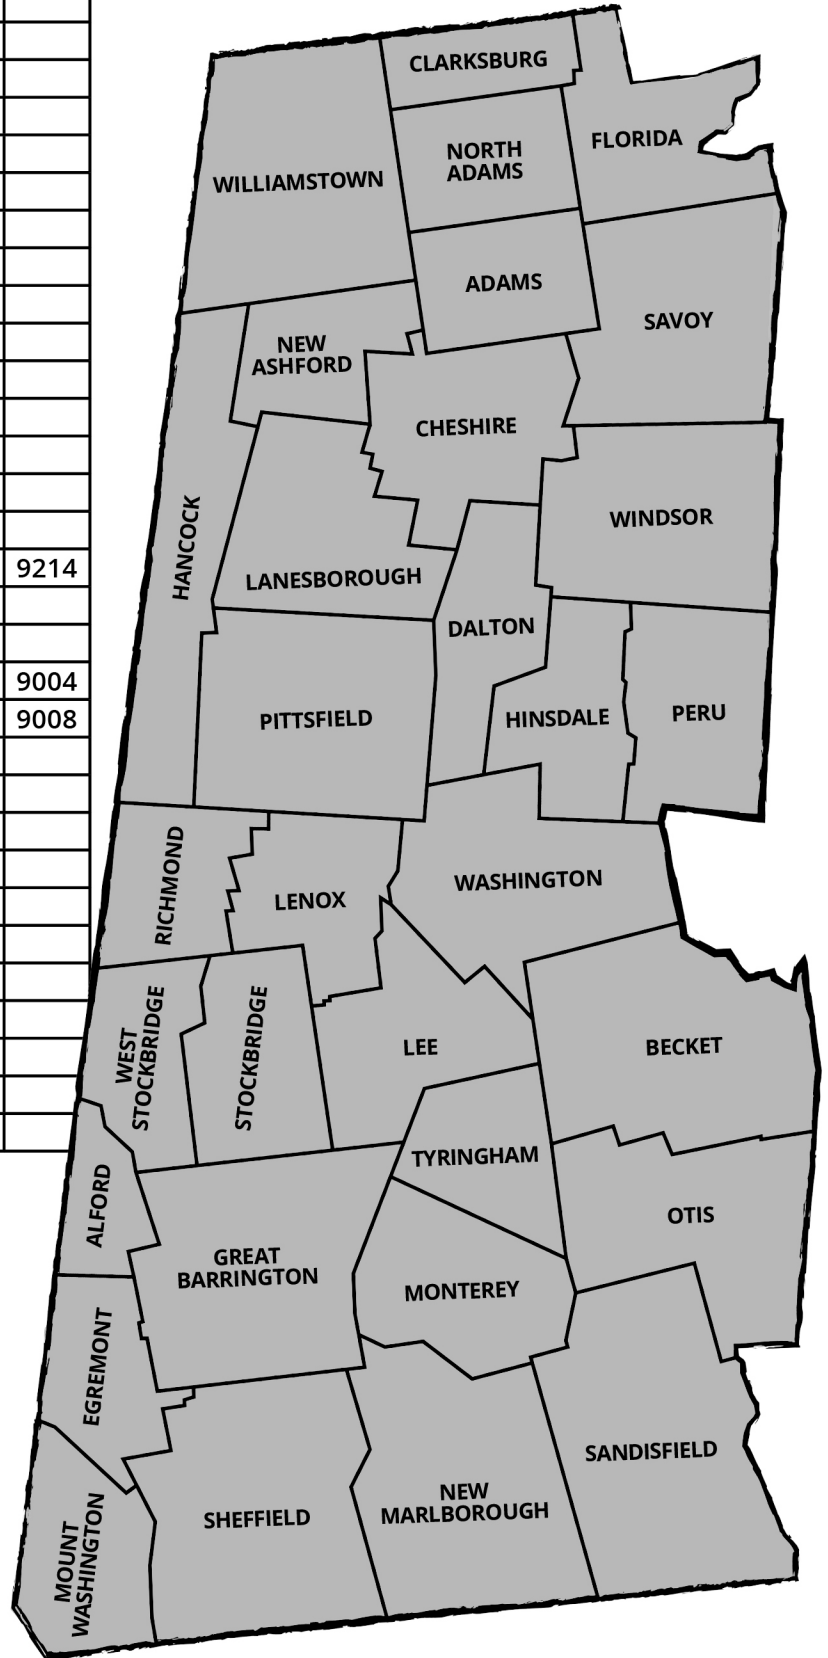 CLARKSBURG
NORTH
ADAMS
FLORIDA
WILLIAMSTOWN
ADAMS
SAVOY
NEW
ASHFORD
CHESHIRE
HANCOCK
WINDSOR
9214
LANESBOROUGH
DALTON
9004
9008
PITTSFIELD
HINSDALE
PERU
RICHMOND
LENOX
WASHINGTON
WEST
STOCKBRIDGE
STOCKBRIDGE
LEE
BECKET
TYRINGHAM
ALFORD
OTIS
GREAT
BARRINGTON
MONTEREY
EGREMONT
SANDISFIELD
NEW
MARLBOROUGH
SHEFFIELD
MOUNT
WASHINGTON